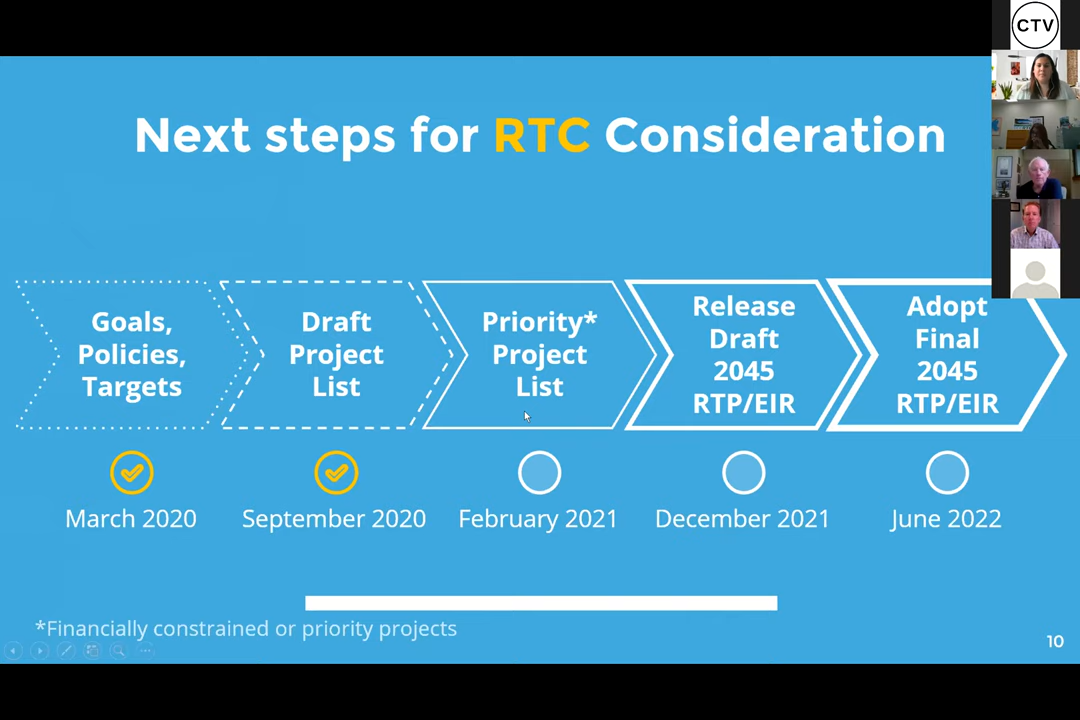 CTV
Next steps for RTC Consideration
Goals,
Policies,
Targets
Draft
Project
List
Priority*
Project
List
Release
Draft
2045
RTP/EIR
Adopt
Final
2045
RTP/EIR
March 2020
September 2020
February 2021
December 2021
June 2022
*Financially constrained or priority projects
10